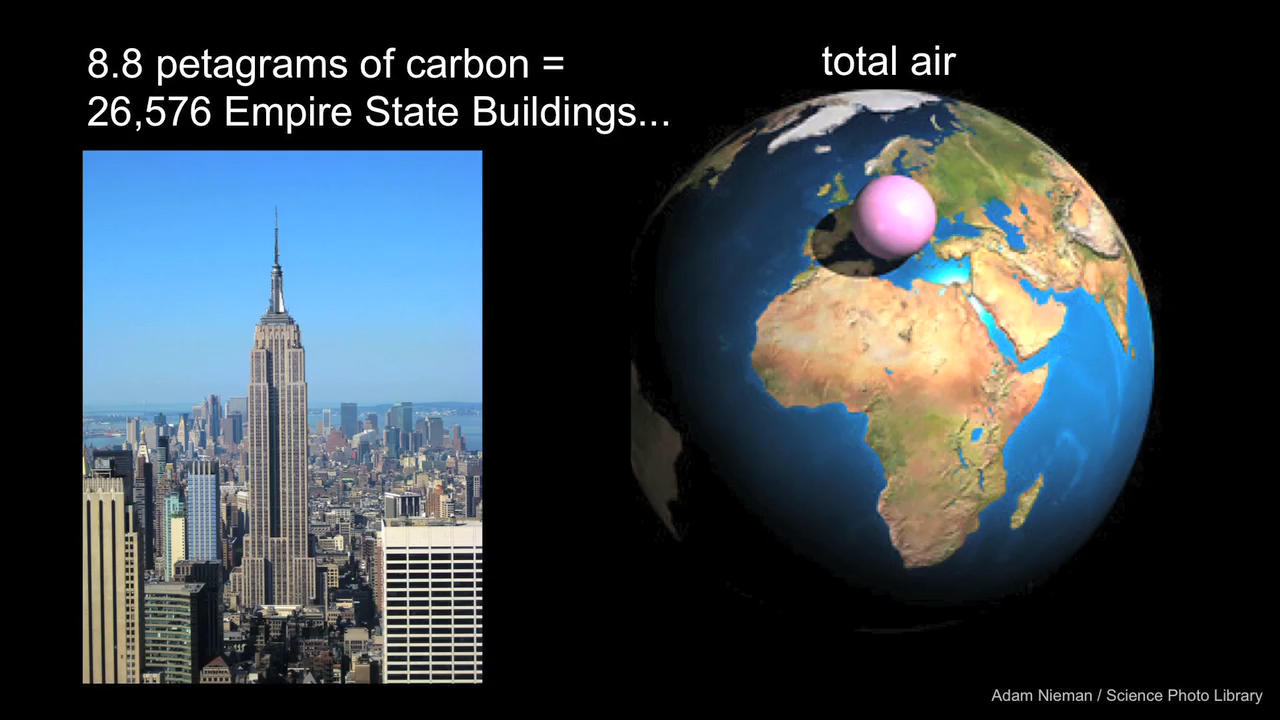 8.8 petagrams of carbon =
26,576 Empire State Buildings...
total air
Adam Nieman / Science Photo Library